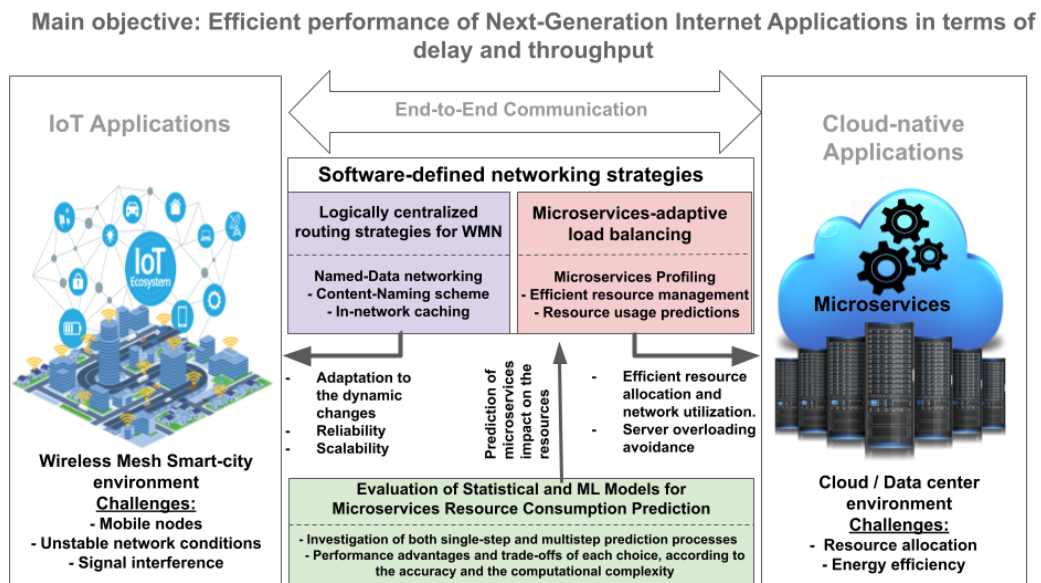 Main objective: Efficient performance of Next-Generation Internet Applications in terms of
delay and throughput
IoT Applications
IoT
Ecosystem
Wireless Mesh Smart-city
environment
Challenges:
- Mobile nodes
- Unstable network conditions
- Signal interference
End-to-End Communication
Software-defined networking strategies
Logically centralized
routing strategies for WMN
Named-Data networking
- Content-Naming scheme
- In-network caching
Microservices-adaptive
load balancing
Microservices Profiling
- Efficient resource management
- Resource usage predictions
- Adaptation to
the dynamic
changes
- Reliability
- Scalability
Prediction of
microservices
impact on the
resources
- Efficient resource
allocation and
network utilization.
- Server overloading
avoidance
Evaluation of Statistical and ML Models for
Microservices Resource Consumption Prediction
- Investigation of both single-step and multistep prediction processes
- Performance advantages and trade-offs of each choice, according to
the accuracy and the computational complexity
Cloud-native
Applications
Microservices
Cloud / Data center
environment
Challenges:
- Resource allocation
- Energy efficiency